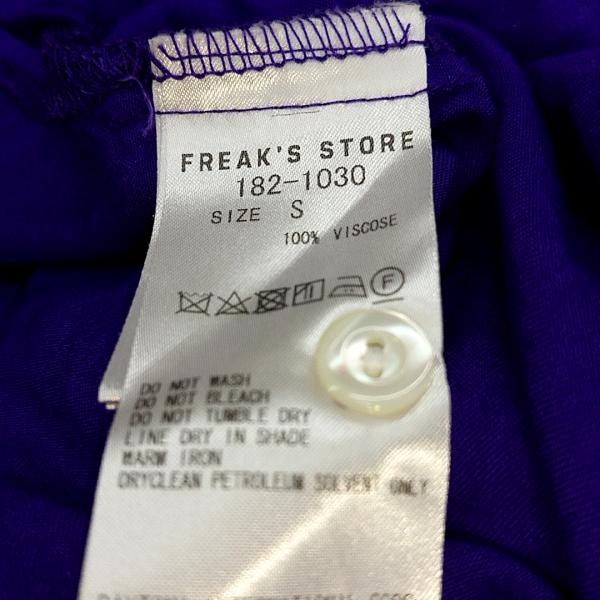 FREAK'S STORE
182-1030
SIZE S
100% VISCOSE
F
DO NOT WASH
DO NOT BLEACH
DO NOT TUMBLE DRY
LINE DRY IN SHADE
WARM IRON
DRYCLEAN PETROLEUM SOLVENT ONLY